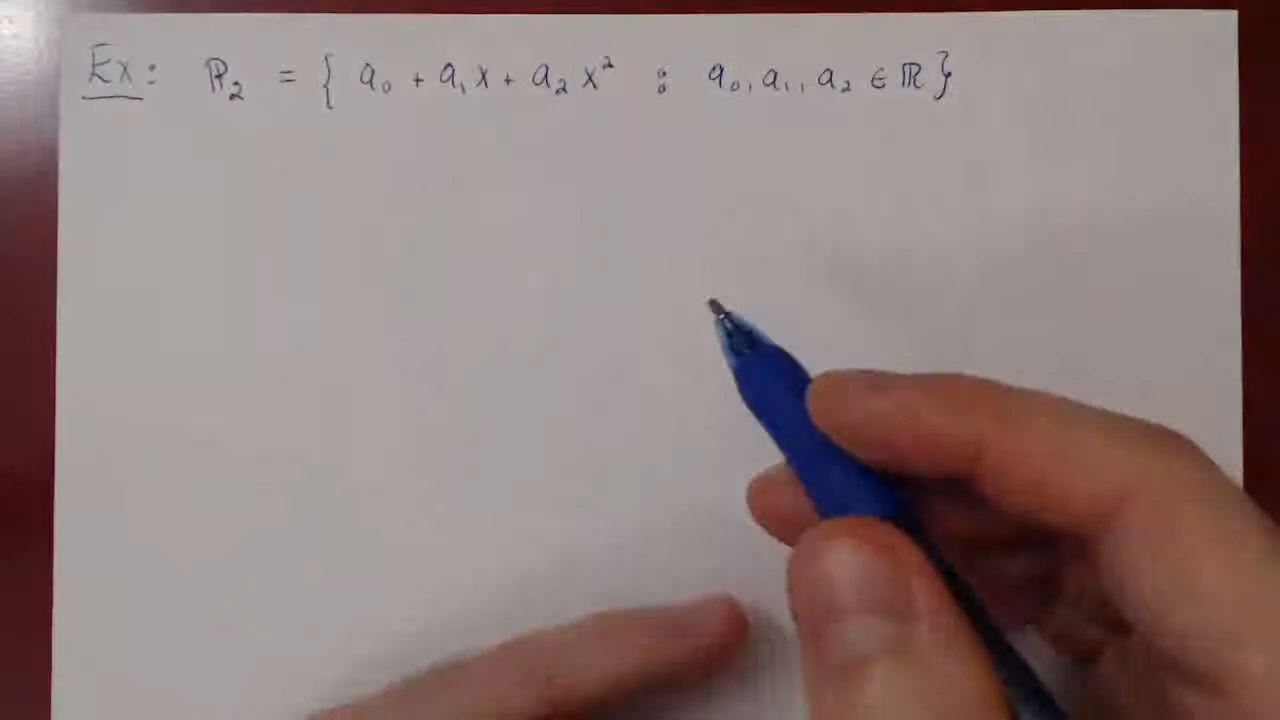 Ex: ℙ₂ = { a₀ + a₁x + a₂x² : a₀, a₁, a₂ ∈ ℝ }